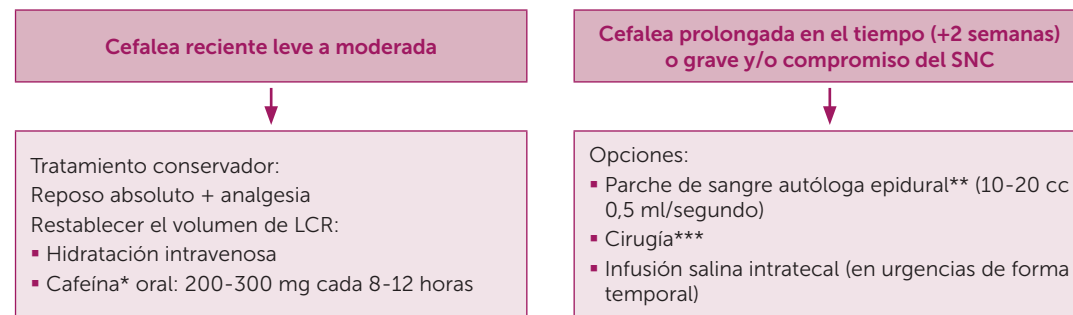 Cefalea reciente leve a moderada
Tratamiento conservador:
Reposo absoluto + analgesia
Restablecer el volumen de LCR:
▪ Hidratación intravenosa
▪ Cafeína* oral: 200-300 mg cada 8-12 horas
Cefalea prolongada en el tiempo (+2 semanas)
o grave y/o compromiso del SNC
Opciones:
▪ Parche de sangre autóloga epidural** (10-20 cc
0,5 ml/segundo)
▪ Cirugía***
▪ Infusión salina intratecal (en urgencias de forma
temporal)